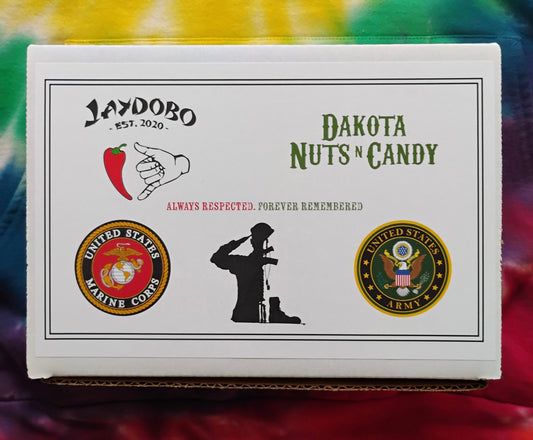 JAYDOBO
- EST. 2020 -
DAKOTA
NUTS N CANDY
ALWAYS RESPECTED. FOREVER REMEMBERED
UNITED STATES
MARINE CORPS
UNITED STATES
ARMY